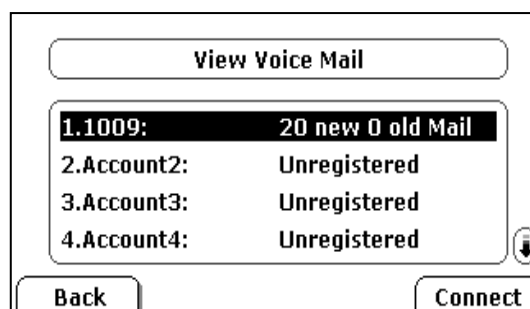 View Voice Mail
1.1009: 20 new 0 old Mail
2.Account2: Unregistered
3.Account3: Unregistered
4.Account4: Unregistered
Back Connect